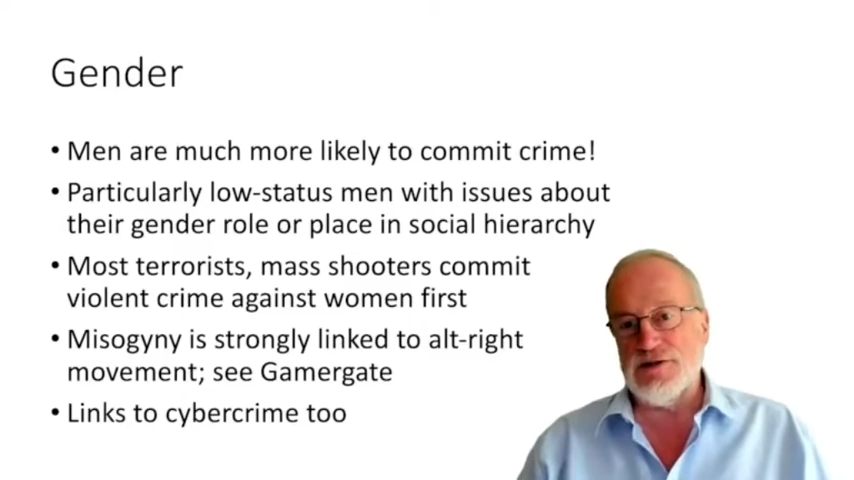 Gender
• Men are much more likely to commit crime!
• Particularly low-status men with issues about
their gender role or place in social hierarchy
• Most terrorists, mass shooters commit
violent crime against women first
• Misogyny is strongly linked to alt-right
movement; see Gamergate
• Links to cybercrime too